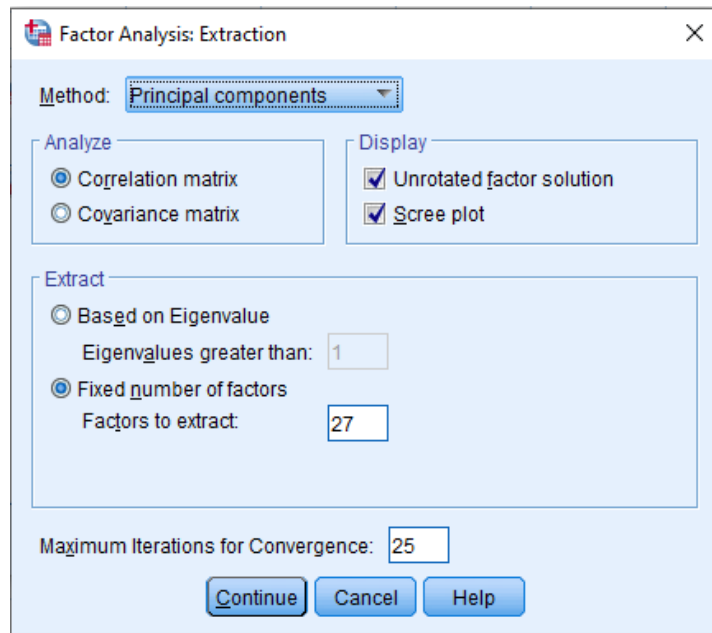 Factor Analysis: Extraction
Method: Principal components
Analyze
Correlation matrix
Covariance matrix
Display
Unrotated factor solution
Scree plot
Extract
Based on Eigenvalue
Eigenvalues greater than: 1
Fixed number of factors
Factors to extract: 27
Maximum Iterations for Convergence: 25
Continue Cancel Help